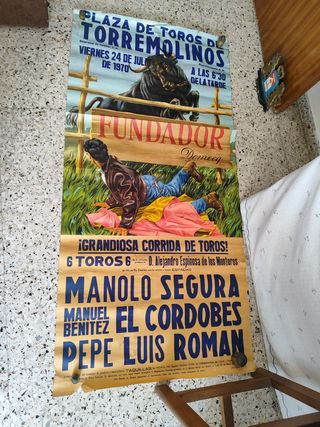 PLAZA DE TOROS DE
TORREMOLINOS
VIERNES 24 DE JULIO
DE 1970
A LAS 6'30
DE LA TARDE
FUNDADOR
Domecq
¡GRANDIOSA CORRIDA DE TOROS!
6 TOROS 6
D. Alejandro Espinosa de los Monteros
ESPADAS
MANOLO SEGURA
MANUEL
BENITEZ
EL CORDOBES
PEPE LUIS ROMAN
TAQUILLAS